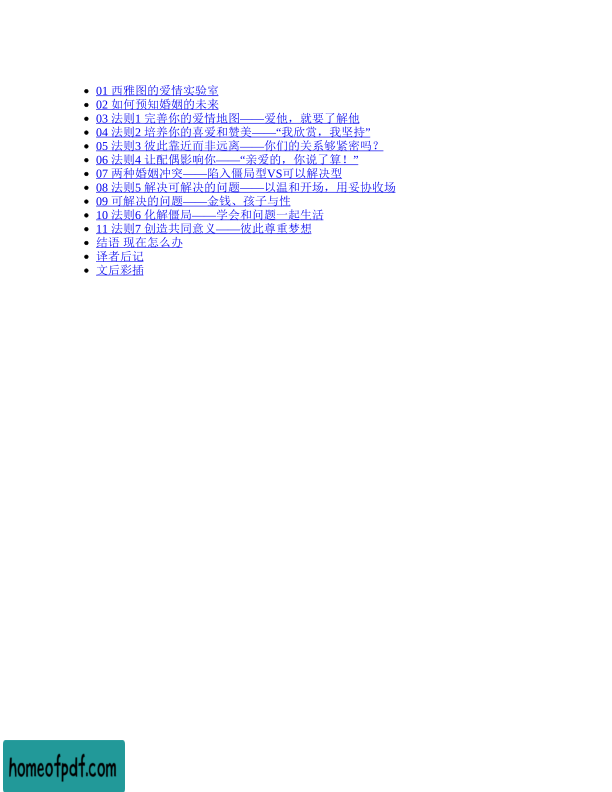 01 西雅图的爱情实验室
02 如何预知婚姻的未来
03 法则1 完善你的爱情地图——爱他，就要了解他
04 法则2 培养你的喜爱和赞美——“我欣赏，我坚持”
05 法则3 彼此靠近而非远离——你们的关系够紧密吗？
06 法则4 让配偶影响你——“亲爱的，你说了算！”
07 两种婚姻冲突——陷入僵局型VS可以解决型
08 法则5 解决可解决的问题——以温和开场，用妥协收场
09 可解决的问题——金钱、孩子与性
10 法则6 化解僵局——学会和问题一起生活
11 法则7 创造共同意义——彼此尊重梦想
结语 现在怎么办
译者后记
文后彩插
homeofpdf.com